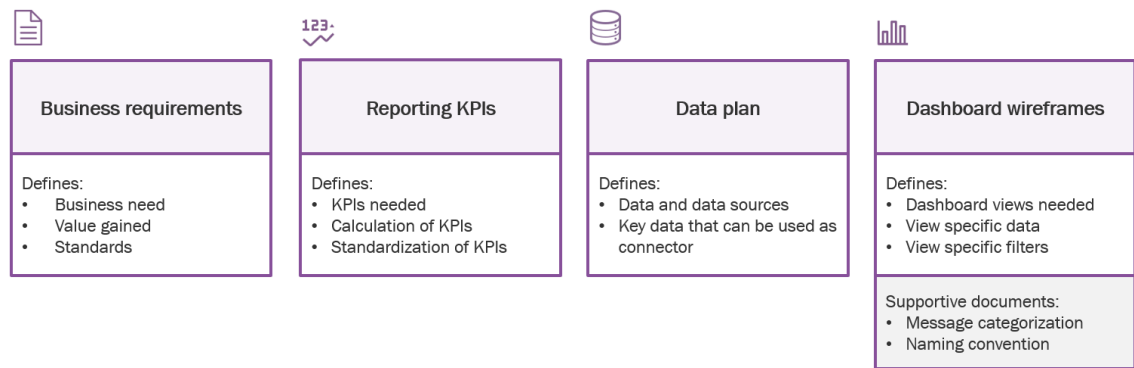 123
Business requirements
Defines:
• Business need
• Value gained
• Standards
Reporting KPIs
Defines:
• KPIs needed
• Calculation of KPIs
• Standardization of KPIs
Data plan
Defines:
• Data and data sources
• Key data that can be used as
connector
Dashboard wireframes
Defines:
• Dashboard views needed
• View specific data
• View specific filters
Supportive documents:
• Message categorization
• Naming convention